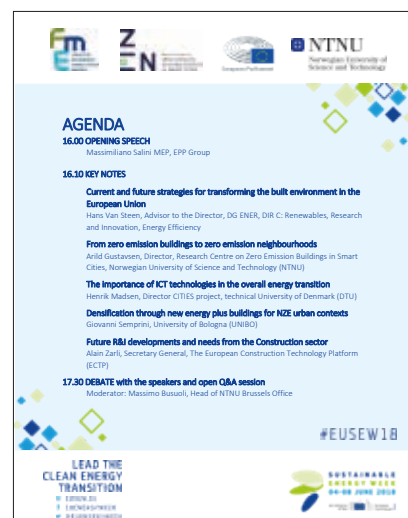 FME
ZEN
European Parliament
NTNU
Norwegian University of
Science and Technology
AGENDA
16.00 OPENING SPEECH
Massimiliano Salini MEP, EPP Group
16.10 KEY NOTES
Current and future strategies for transforming the built environment in the
European Union
Hans Van Steen, Advisor to the Director, DG ENER, DIR C: Renewables, Research
and Innovation, Energy Efficiency
From zero emission buildings to zero emission neighbourhoods
Arild Gustavsen, Director, Research Centre on Zero Emission Buildings in Smart
Cities, Norwegian University of Science and Technology (NTNU)
The importance of ICT technologies in the overall energy transition
Henrik Madsen, Director CITIES project, technical University of Denmark (DTU)
Densification through new energy plus buildings for NZE urban contexts
Giovanni Semprini, University of Bologna (UNIBO)
Future R&I developments and needs from the Construction sector
Alain Zarli, Secretary General, The European Construction Technology Platform
(ECTP)
17.30 DEBATE with the speakers and open Q&A session
Moderator: Massimo Busuoli, Head of NTNU Brussels Office
#EUSEW18
LEAD THE
CLEAN ENERGY
TRANSITION
SUSTAINABLE
ENERGY WEEK
04-08 JUNE 2018